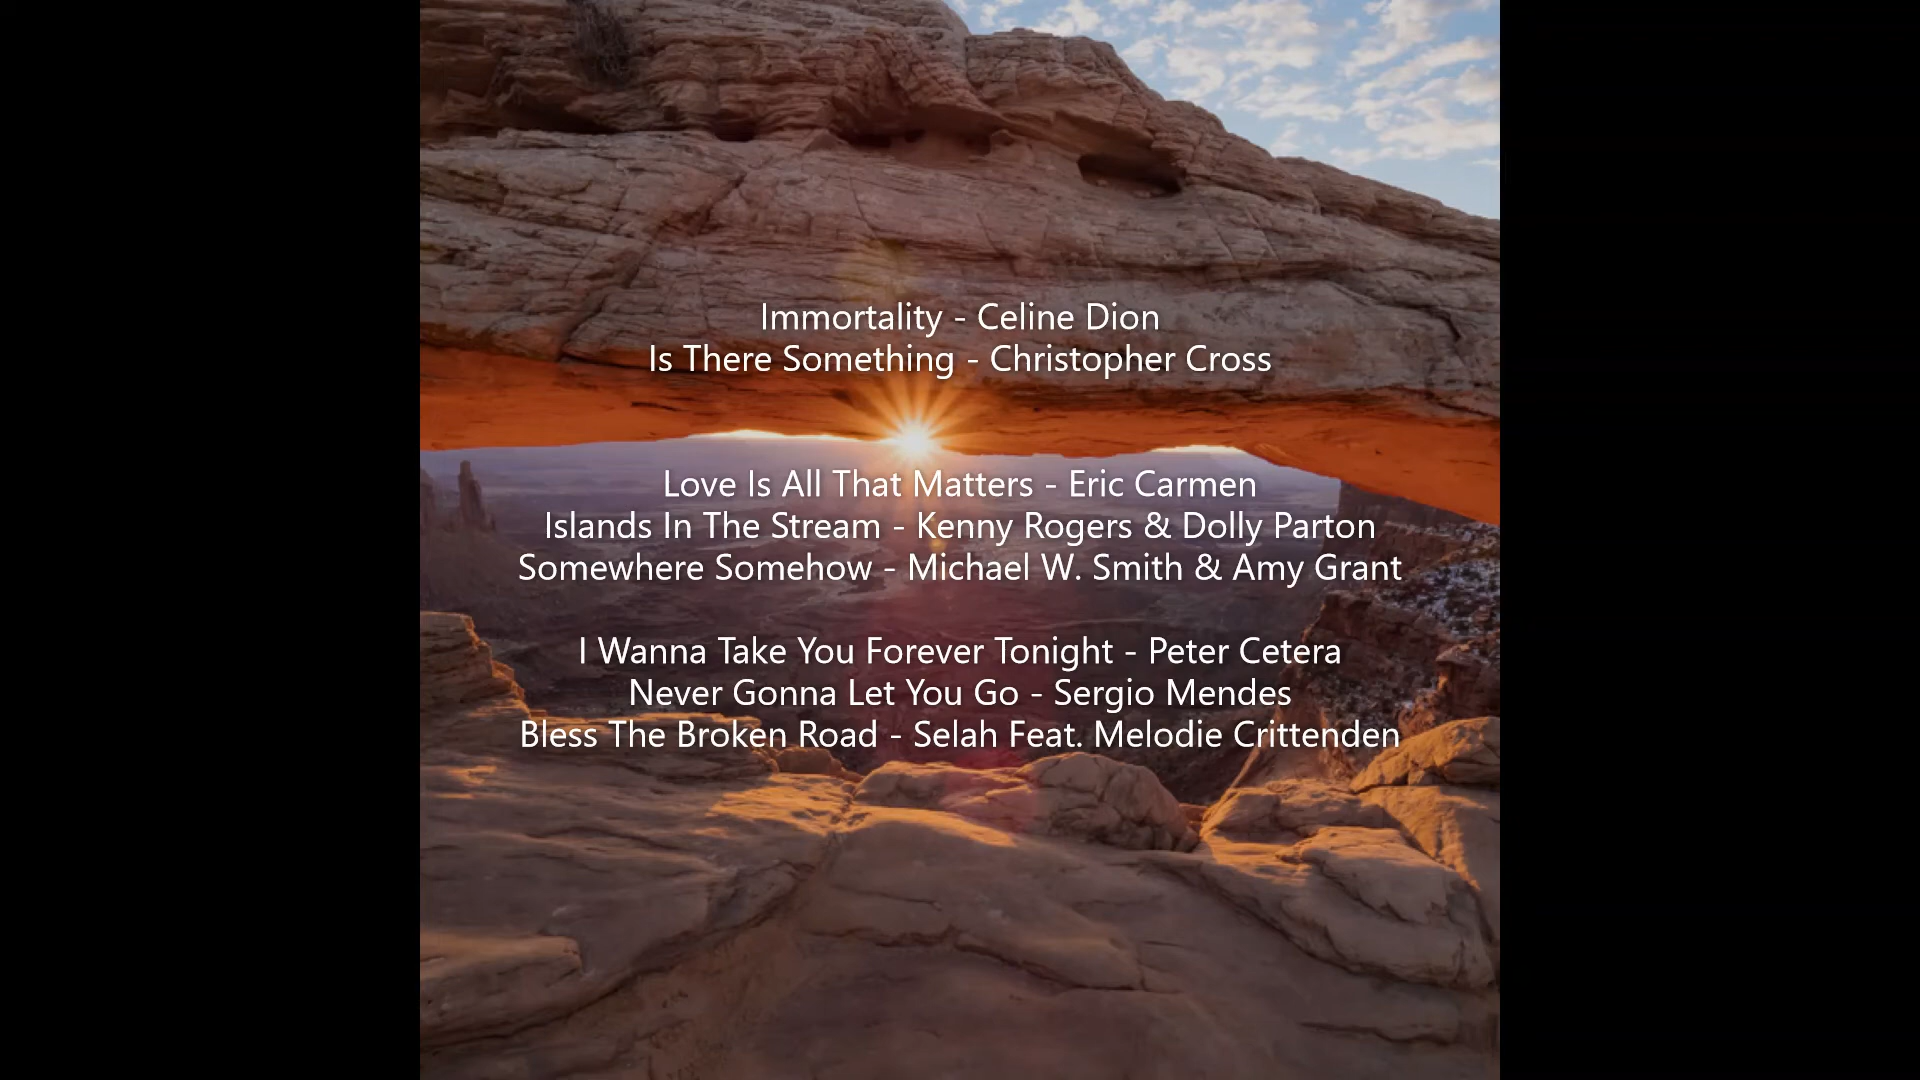 Immortality - Celine Dion
Is There Something - Christopher Cross
Love Is All That Matters - Eric Carmen
Islands In The Stream - Kenny Rogers & Dolly Parton
Somewhere Somehow - Michael W. Smith & Amy Grant
I Wanna Take You Forever Tonight - Peter Cetera
Never Gonna Let You Go - Sergio Mendes
Bless The Broken Road - Selah Feat. Melodie Crittenden